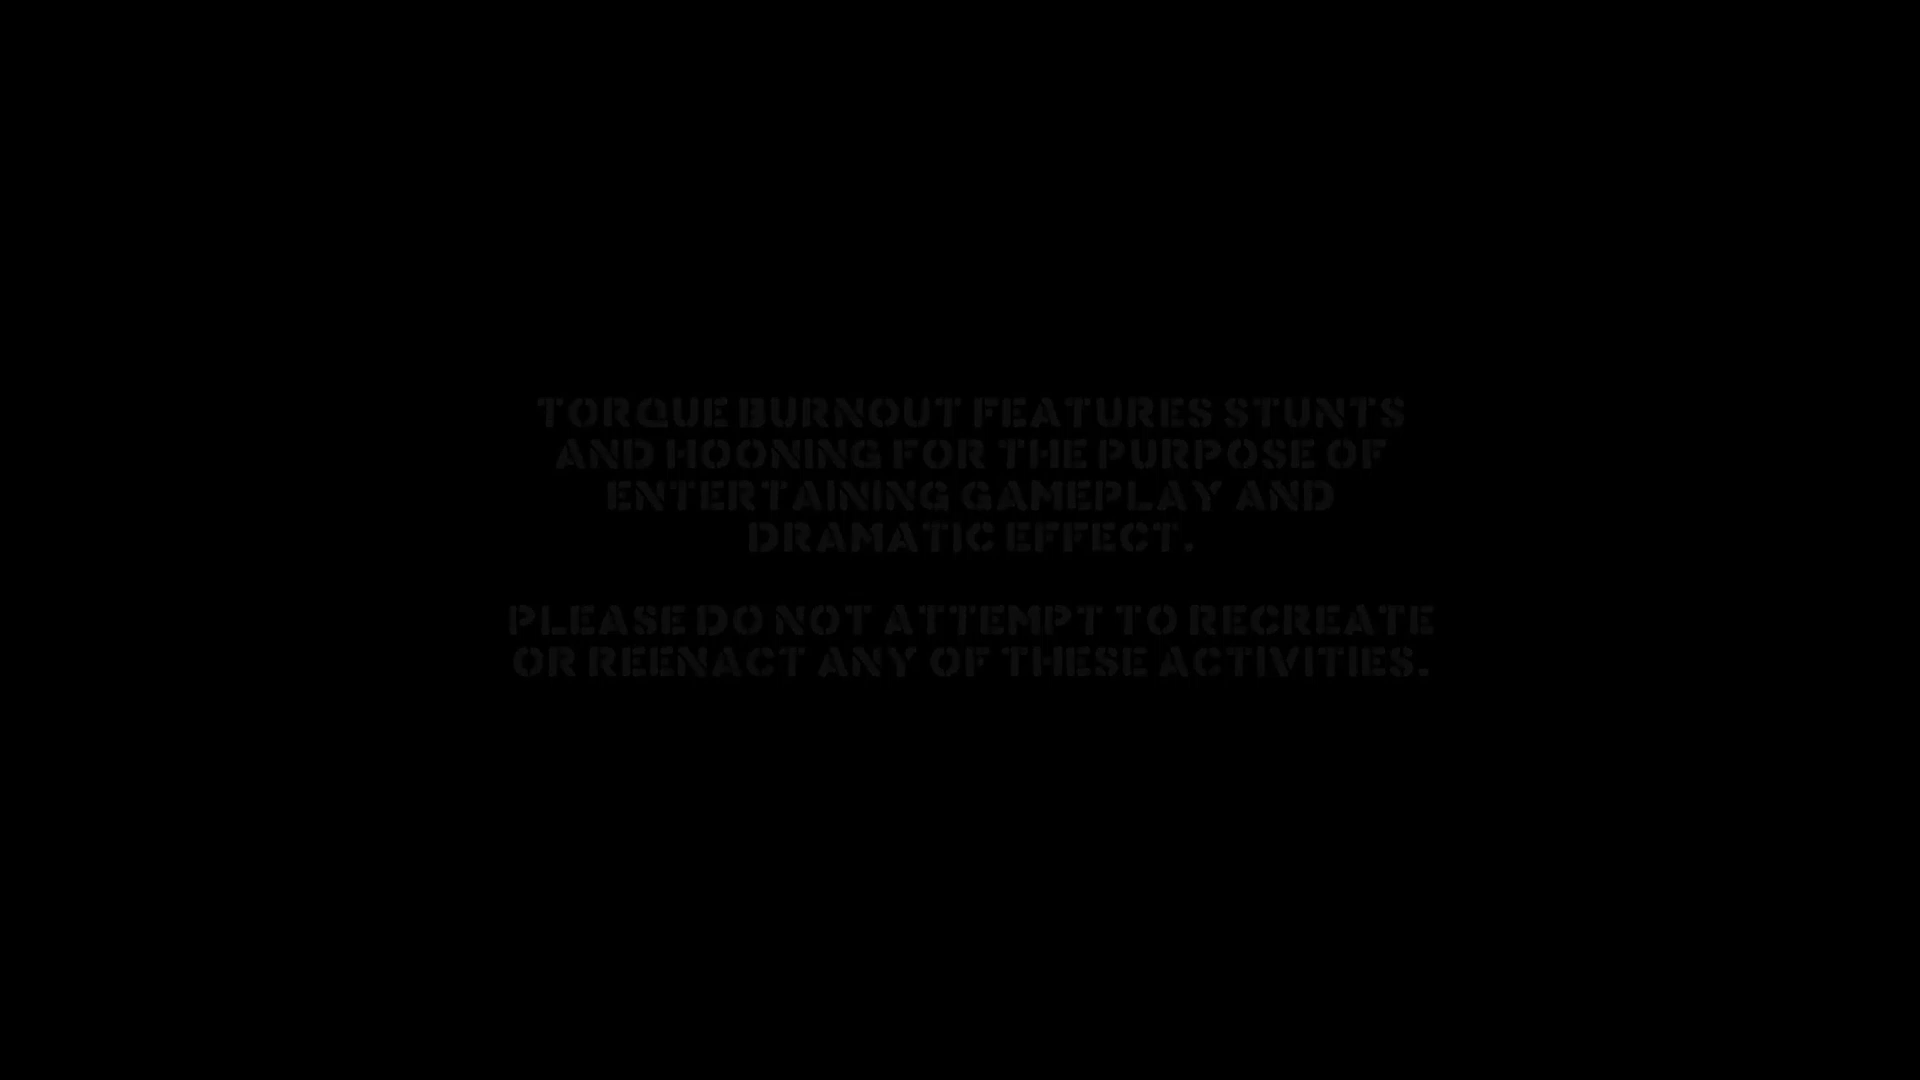 TORQUE BURNOUT FEATURES STUNTS
AND HOONING FOR THE PURPOSE OF
ENTERTAINING GAMEPLAY AND
DRAMATIC EFFECT.
PLEASE DO NOT ATTEMPT TO RECREATE
OR REENACT ANY OF THESE ACTIVITIES.